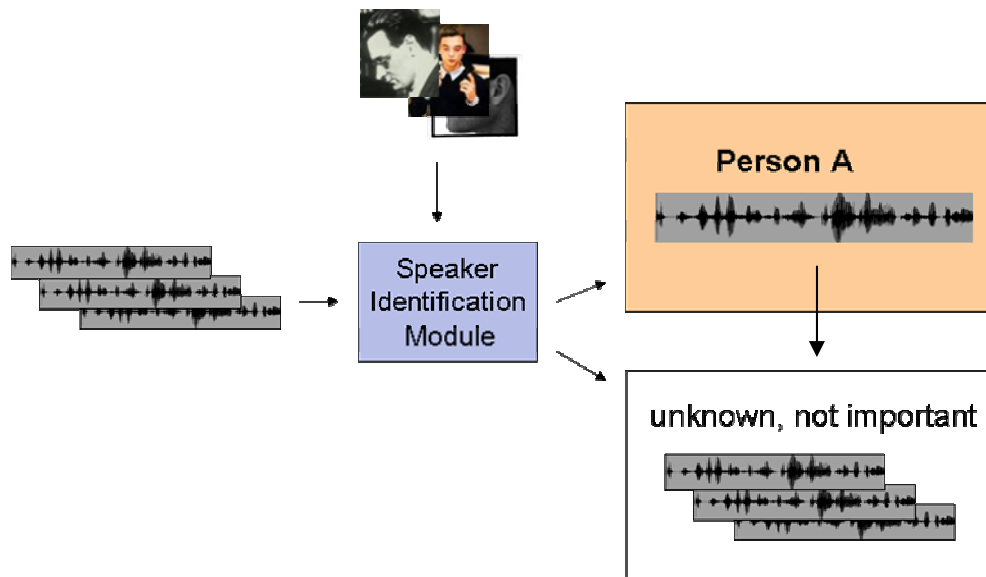 Person A
Speaker
Identification
Module
unknown, not important